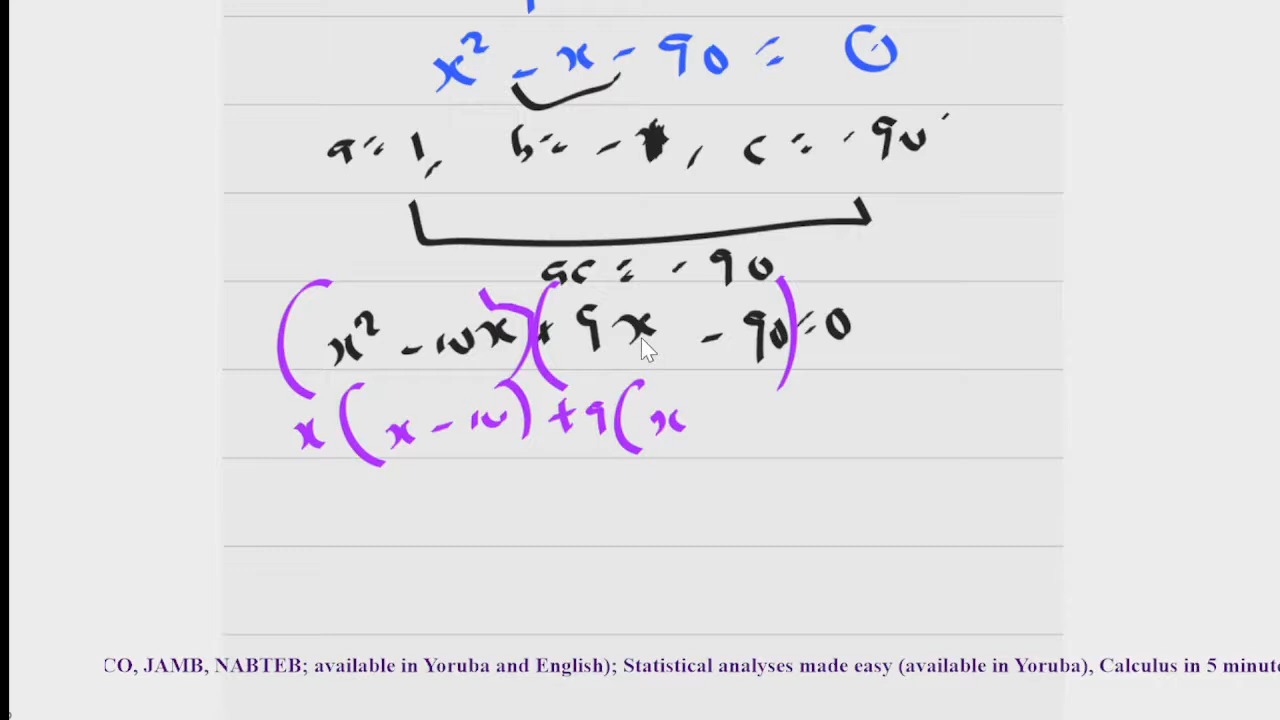 x² - x - 90 = 0
a = 1, b = -1, c = -90
ac = -90
(x² - 10x) + (9x - 90) = 0
x(x - 10) + 9(x
CO, JAMB, NABTEB; available in Yoruba and English); Statistical analyses made easy (available in Yoruba), Calculus in 5 minute